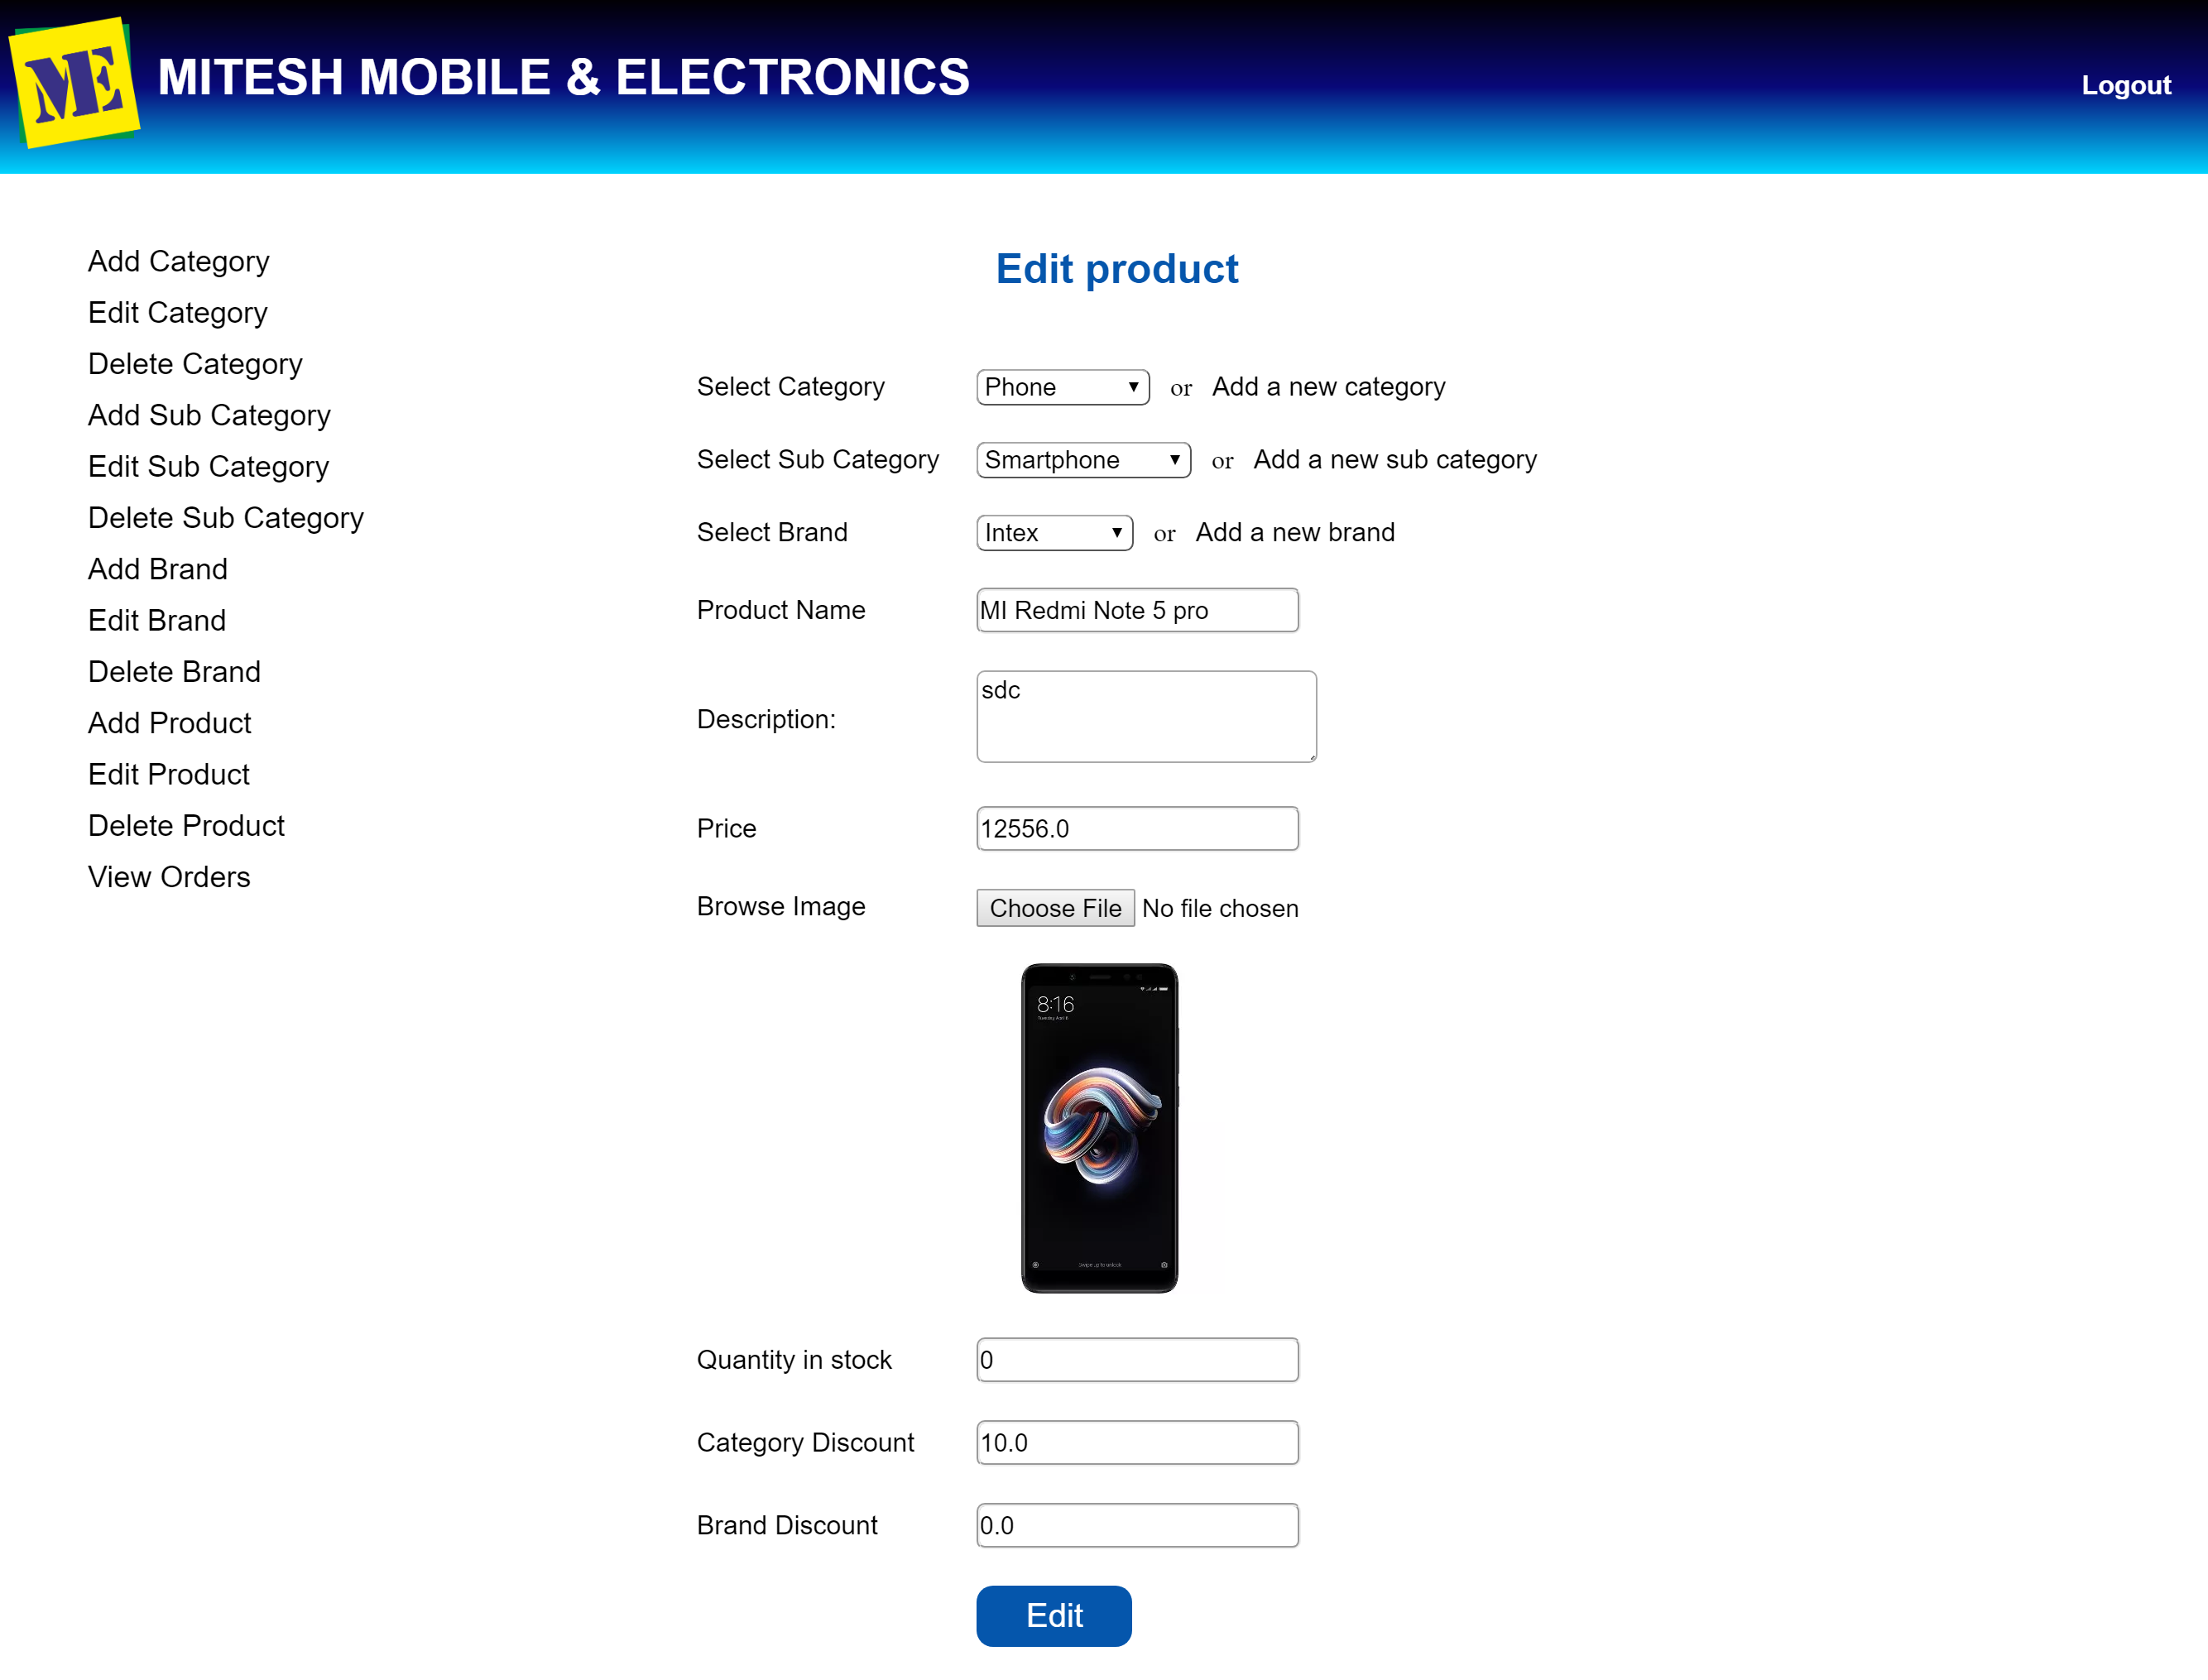 ME
MITESH MOBILE & ELECTRONICS
Logout
Add Category
Edit Category
Delete Category
Add Sub Category
Edit Sub Category
Delete Sub Category
Add Brand
Edit Brand
Delete Brand
Add Product
Edit Product
Delete Product
View Orders
Edit product
Select Category Phone or Add a new category
Select Sub Category Smartphone or Add a new sub category
Select Brand Intex or Add a new brand
Product Name MI Redmi Note 5 pro
Description: sdc
Price 12556.0
Browse Image Choose File No file chosen
8:16
Swipe up to unlock
Quantity in stock 0
Category Discount 10.0
Brand Discount 0.0
Edit